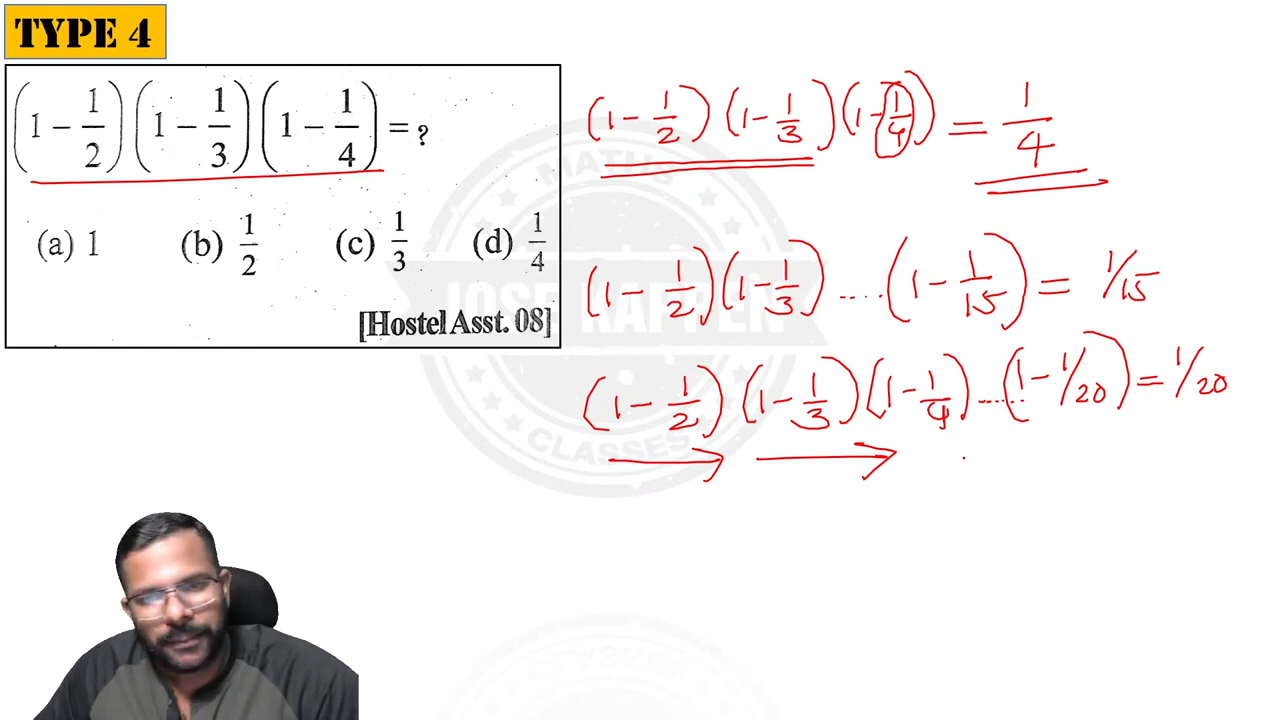 TYPE 4
(1 − 1/2) (1 − 1/3) (1 − 1/4) = ?
(a) 1 (b) 1/2 (c) 1/3 (d) 1/4
[Hostel Asst. 08]
(1 − 1/2) (1 − 1/3) (1 − 1/4) = 1/4
(1 − 1/2) (1 − 1/3) .... (1 − 1/15) = 1/15
(1 − 1/2) (1 − 1/3) (1 − 1/4) ...... (1 − 1/20) = 1/20
MATHS
CLASSES